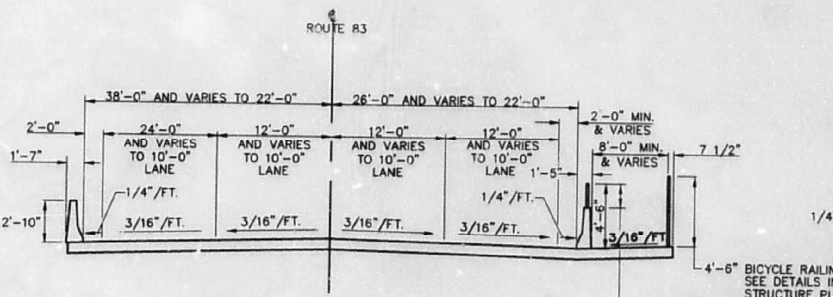 ROUTE 83
38'-0" AND VARIES TO 22'-0"
26'-0" AND VARIES TO 22'-0"
2'-0"
24'-0"
AND VARIES
TO 10'-0"
LANE
12'-0"
AND VARIES
TO 10'-0"
LANE
12'-0"
AND VARIES
TO 10'-0"
LANE
12'-0"
AND VARIES
TO 10'-0"
LANE
2'-0" MIN.
& VARIES
8'-0" MIN.
& VARIES
7 1/2"
1'-7"
1'-5"
1/4"/FT.
1/4"/FT.
2'-10"
3/16"/FT.
3/16"/FT.
3/16"/FT.
3/16"/FT.
4'-6"
3/16"/FT
1/4
4'-6" BICYCLE RAILIN
SEE DETAILS I
STRUCTURE